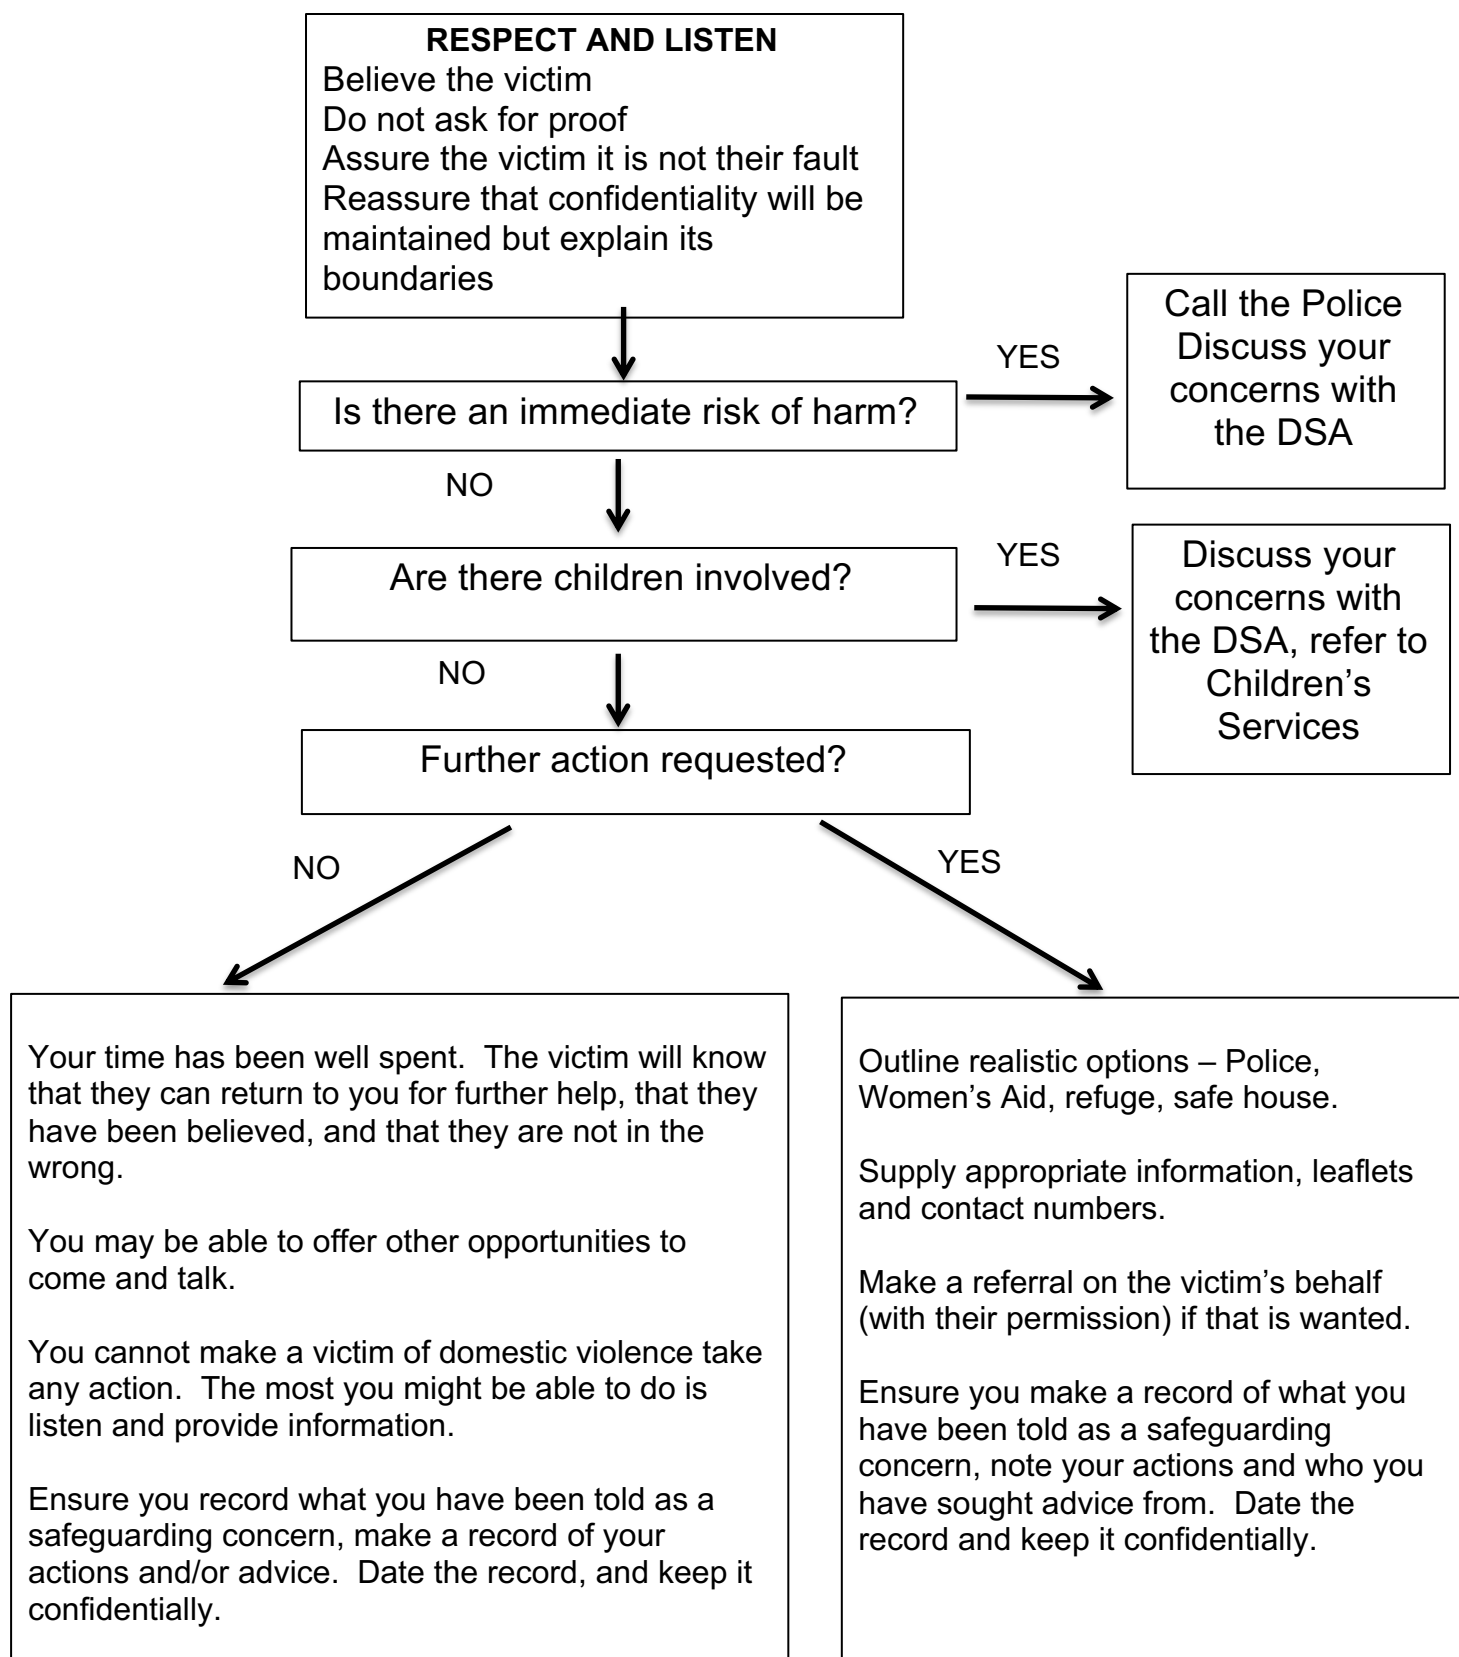 RESPECT AND LISTEN
Believe the victim
Do not ask for proof
Assure the victim it is not their fault
Reassure that confidentiality will be
maintained but explain its
boundaries
Is there an immediate risk of harm?
YES
Call the Police
Discuss your
concerns with
the DSA
NO
Are there children involved?
YES
Discuss your
concerns with
the DSA, refer to
Children’s
Services
NO
Further action requested?
NO
YES
Your time has been well spent.  The victim will know
that they can return to you for further help, that they
have been believed, and that they are not in the
wrong.
You may be able to offer other opportunities to
come and talk.
You cannot make a victim of domestic violence take
any action.  The most you might be able to do is
listen and provide information.
Ensure you record what you have been told as a
safeguarding concern, make a record of your
actions and/or advice.  Date the record, and keep it
confidentially.
Outline realistic options – Police,
Women’s Aid, refuge, safe house.
Supply appropriate information, leaflets
and contact numbers.
Make a referral on the victim’s behalf
(with their permission) if that is wanted.
Ensure you make a record of what you
have been told as a safeguarding
concern, note your actions and who you
have sought advice from.  Date the
record and keep it confidentially.